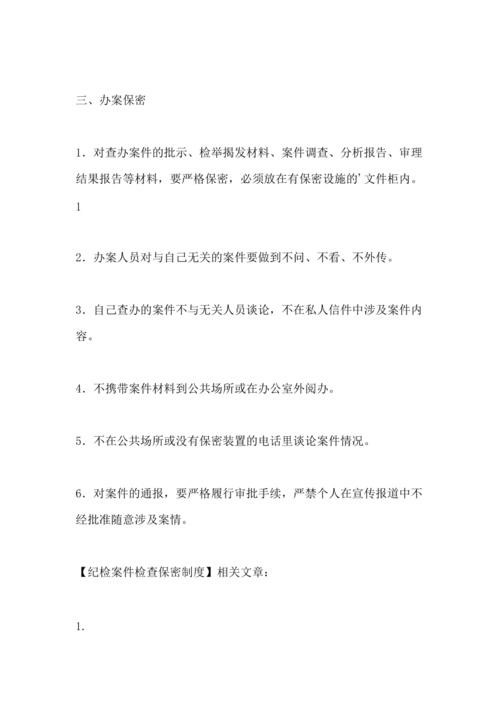 三、办案保密
1．对查办案件的批示、检举揭发材料、案件调查、分析报告、审理
结果报告等材料，要严格保密，必须放在有保密设施的'文件柜内。
1
2．办案人员对与自己无关的案件要做到不问、不看、不外传。
3．自己查办的案件不与无关人员谈论，不在私人信件中涉及案件内
容。
4．不携带案件材料到公共场所或在办公室外阅办。
5．不在公共场所或没有保密装置的电话里谈论案件情况。
6．对案件的通报，要严格履行审批手续，严禁个人在宣传报道中不
经批准随意涉及案情。
【纪检案件检查保密制度】相关文章：
1.